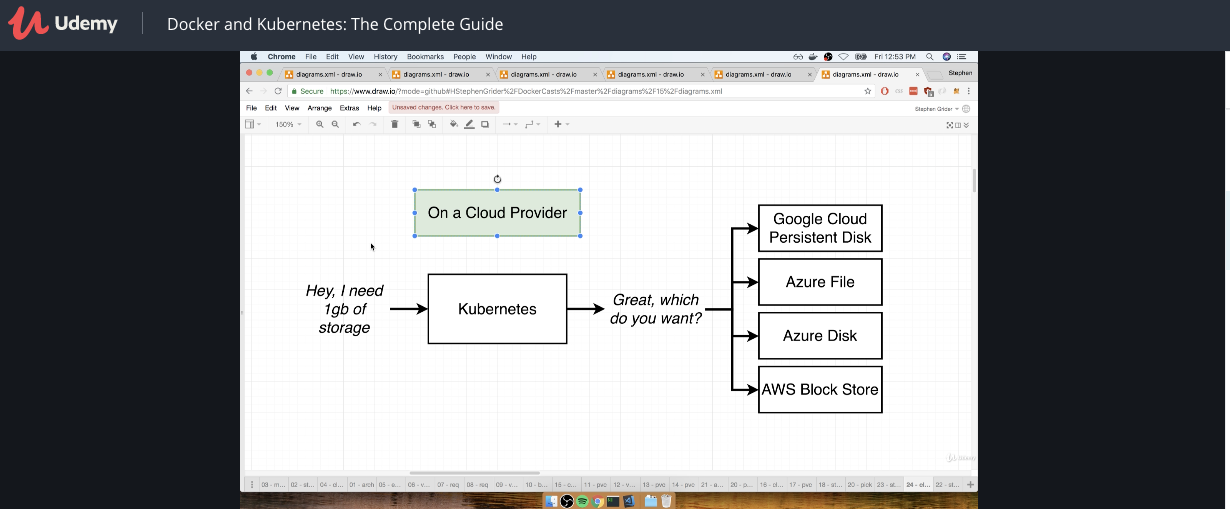 Udemy
Docker and Kubernetes: The Complete Guide
Chrome File Edit View History Bookmarks People Window Help
Fri 12:53 PM
diagrams.xml - draw.io
diagrams.xml - draw.io
diagrams.xml - draw.io
diagrams.xml - draw.io
diagrams.xml - draw.io
diagrams.xml - draw.io
Stephen
Secure https://www.draw.io/?mode=github#HStephenGrider%2FDockerCasts%2Fmaster%2Fdiagrams%2F15%2Fdiagrams.xml
File Edit View Arrange Extras Help Unsaved changes. Click here to save.
Stephen Grider
150%
On a Cloud Provider
Hey, I need
1gb of
storage
Kubernetes
Great, which
do you want?
Google Cloud
Persistent Disk
Azure File
Azure Disk
AWS Block Store
Udemy
03 - m... 02 - st... 04 - cl... 01 - arch 05 - e... 06 - v... 07 - req 08 - req 09 - v... 10 - b... 15 - c... 11 - pvc 12 - v... 13 - pvc 14 - pvc 21 - a... 20 - p... 16 - cl... 17 - pvc 18 - st... 20 - pick 23 - st... 24 - cl... 22 - st...